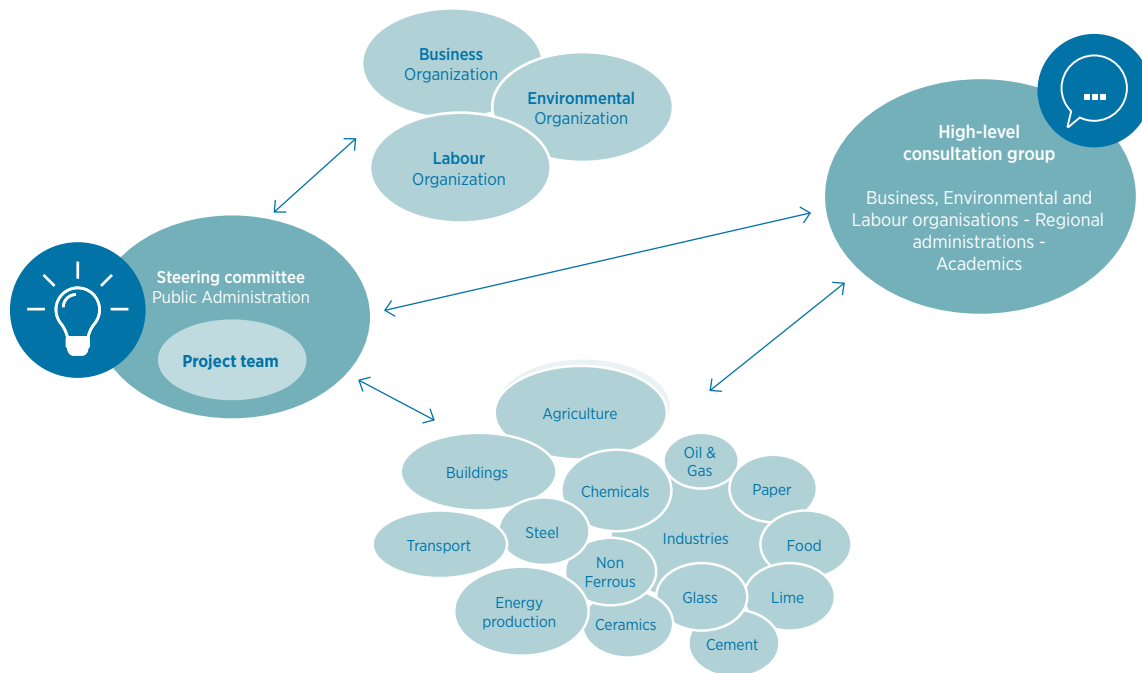 Business
Organization
Environmental
Organization
Labour
Organization
High-level
consultation group
Business, Environmental and
Labour organisations - Regional
administrations -
Academics
Steering committee
Public Administration
Project team
Agriculture
Buildings
Chemicals
Oil &
Gas
Paper
Transport
Steel
Industries
Food
Non
Ferrous
Energy
production
Glass
Lime
Ceramics
Cement